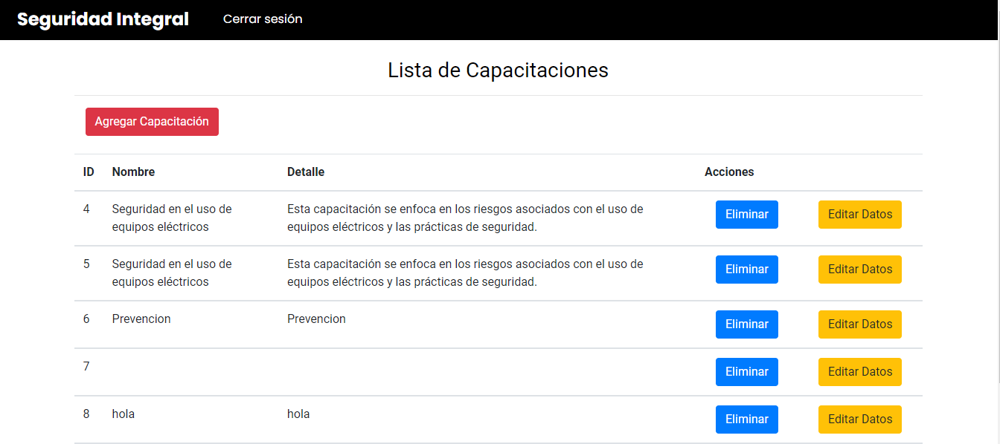 Seguridad Integral Cerrar sesión
Lista de Capacitaciones
Agregar Capacitación
ID Nombre Detalle Acciones
4 Seguridad en el uso de Esta capacitación se enfoca en los riesgos asociados con el uso de Eliminar Editar Datos
equipos eléctricos equipos eléctricos y las prácticas de seguridad.
5 Seguridad en el uso de Esta capacitación se enfoca en los riesgos asociados con el uso de Eliminar Editar Datos
equipos eléctricos equipos eléctricos y las prácticas de seguridad.
6 Prevencion Prevencion Eliminar Editar Datos
7 Eliminar Editar Datos
8 hola hola Eliminar Editar Datos